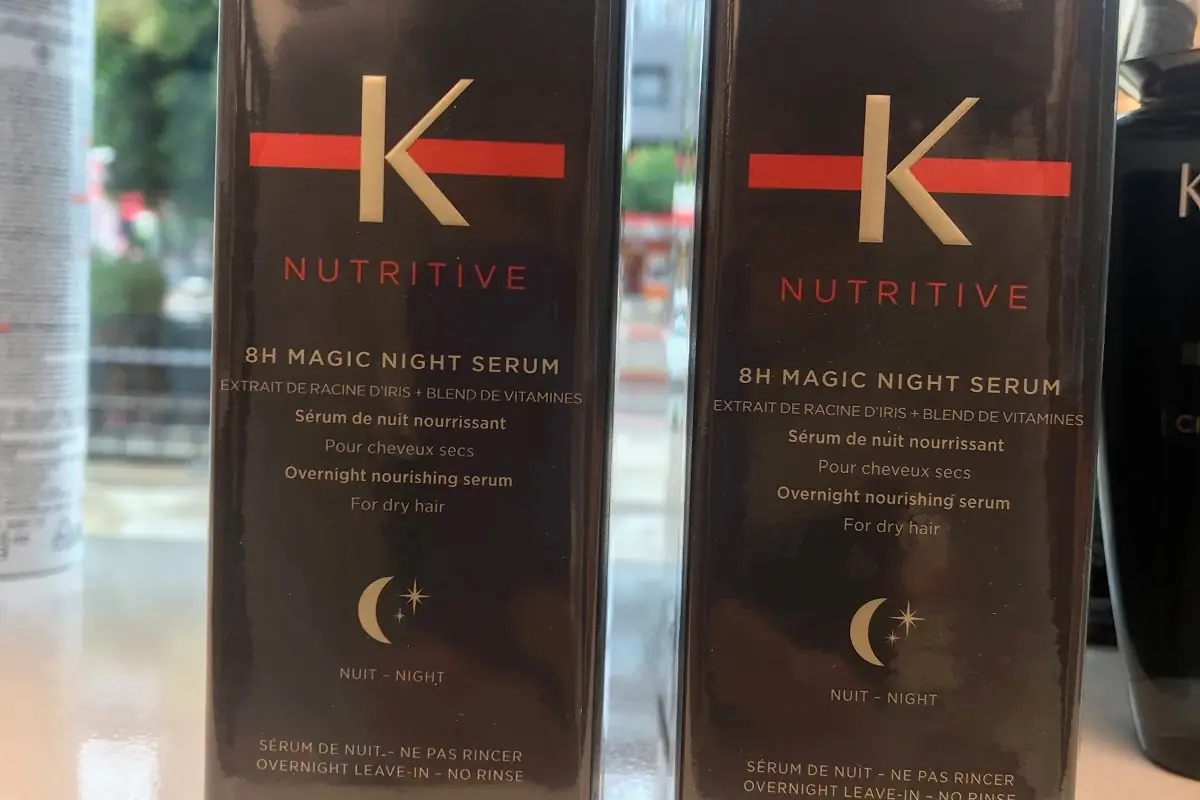 K
NUTRITIVE
8H MAGIC NIGHT SERUM
EXTRAIT DE RACINE D'IRIS + BLEND DE VITAMINES
Sérum de nuit nourrissant
Pour cheveux secs
Overnight nourishing serum
For dry hair
NUIT – NIGHT
SÉRUM DE NUIT – NE PAS RINCER
OVERNIGHT LEAVE-IN – NO RINSE
K
NUTRITIVE
8H MAGIC NIGHT SERUM
EXTRAIT DE RACINE D'IRIS + BLEND DE VITAMINES
Sérum de nuit nourrissant
Pour cheveux secs
Overnight nourishing serum
For dry hair
NUIT – NIGHT
SÉRUM DE NUIT – NE PAS RINCER
OVERNIGHT LEAVE-IN – NO RINSE
K